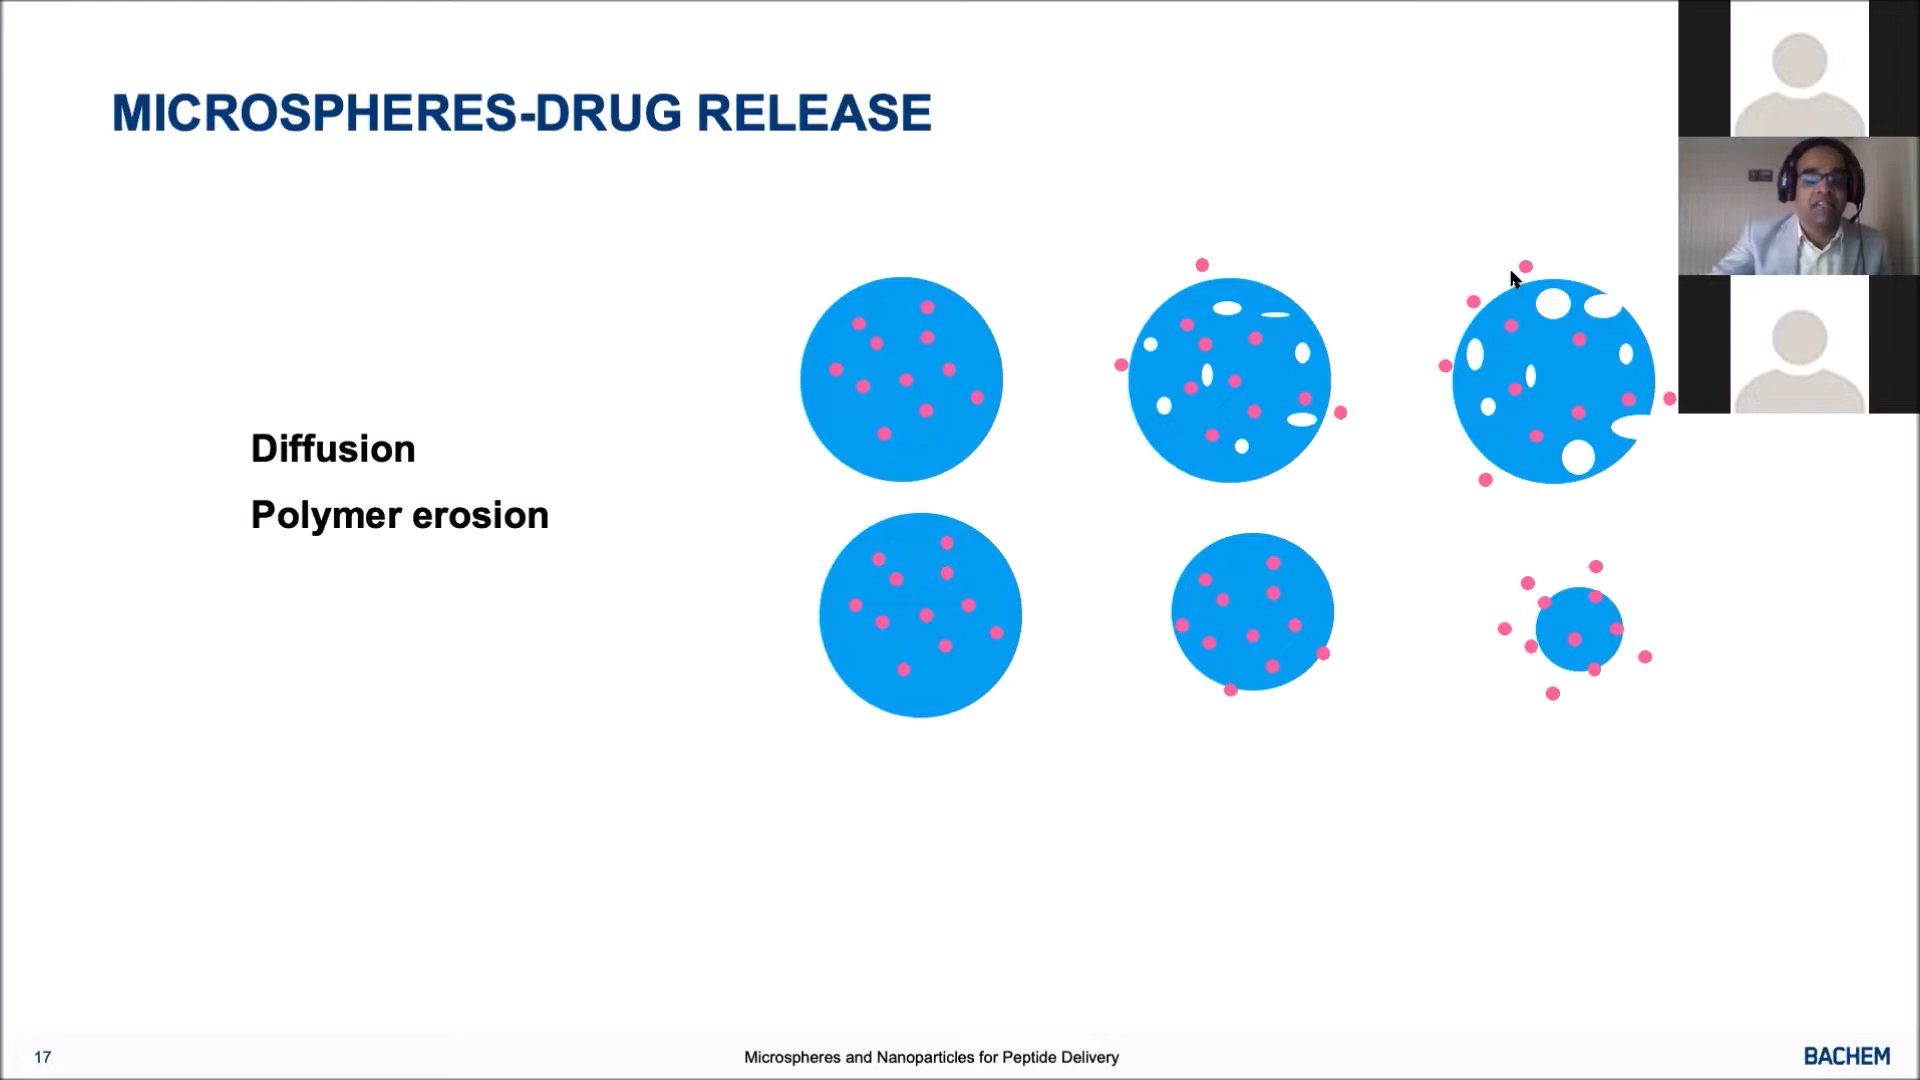 MICROSPHERES-DRUG RELEASE
Diffusion
Polymer erosion
17
Microspheres and Nanoparticles for Peptide Delivery
BACHEM